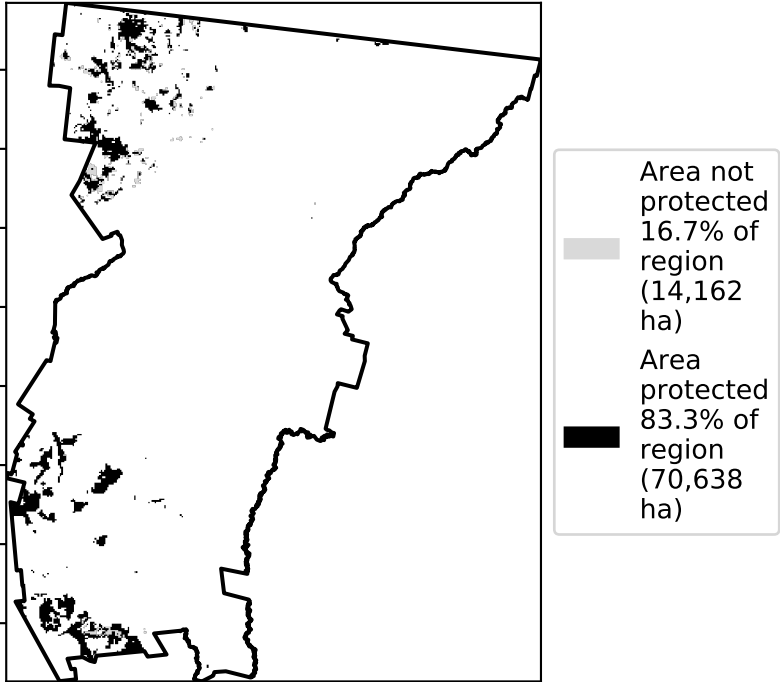 Area not
protected
16.7% of
region
(14,162
ha)
Area
protected
83.3% of
region
(70,638
ha)